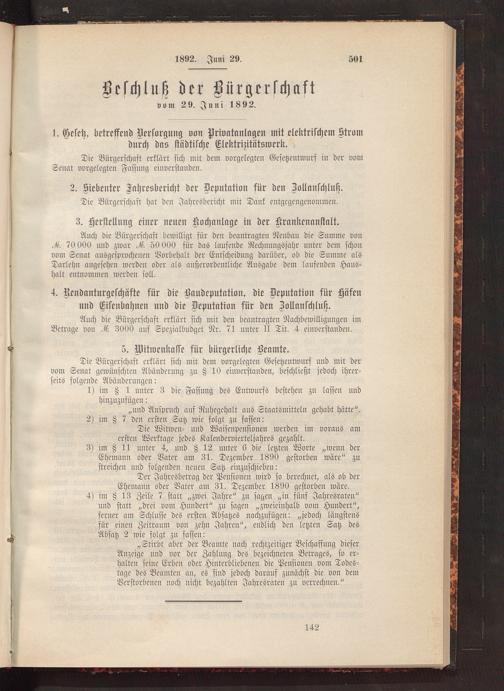 1892. Juni 29. 501
Beschluß der Bürgerschaft
vom 29. Juni 1892.
1. Gesetz, betreffend Versorgung von Privatanlagen mit elektrischem Strom
durch das städtische Elektrizitätswerk.
Die Bürgerschaft erklärt sich mit dem vorgelegten Gesetzentwurf in der vom
Senat vorgelegten Fassung einverstanden.
2. Siebenter Jahresbericht der Deputation für den Zollanschluß.
Die Bürgerschaft hat den Jahresbericht mit Dank entgegengenommen.
3. Herstellung einer neuen Kochanlage in der Krankenanstalt.
Auch die Bürgerschaft bewilligt für den beantragten Neubau die Summe von
ℳ. 70 000 und zwar ℳ. 50 000 für das laufende Rechnungsjahr unter dem schon
vom Senat ausgesprochenen Vorbehalt der Entscheidung darüber, ob die Summe als
Darlehn angesehen werden oder als außerordentliche Ausgabe dem laufenden Haus-
halt entnommen werden soll.
4. Rendanturgeschäfte für die Baudeputation, die Deputation für Häfen
und Eisenbahnen und die Deputation für den Zollanschluß.
Auch die Bürgerschaft erklärt sich mit den beantragten Nachbewilligungen im
Betrage von ℳ 3000 auf Spezialbudget Nr. 71 unter II Tit. 4 einverstanden.
5. Witwenkasse für bürgerliche Beamte.
Die Bürgerschaft erklärt sich mit dem vorgelegten Gesetzentwurf und mit der
vom Senat gewünschten Abänderung zu § 10 einverstanden, beschließt jedoch ihrer-
seits folgende Abänderungen:
1) im § 1 unter 3 die Fassung des Entwurfs bestehen zu lassen und
hinzuzufügen:
„und Anspruch auf Ruhegehalt aus Staatsmitteln gehabt hätte“.
2) im § 7 den ersten Satz wie folgt zu fassen:
Die Witwen- und Waisenpensionen werden im voraus am
ersten Werktage jedes Kalendervierteljahres gezahlt.
3) im § 11 unter 4, und § 12 unter 6 die letzten Worte „wenn der
Ehemann oder Vater am 31. Dezember 1890 gestorben wäre“ zu
streichen und folgenden neuen Satz einzuschieben:
Der Jahresbetrag der Pensionen wird so berechnet, als ob der
Ehemann oder Vater am 31. Dezember 1890 gestorben wäre.
4) im § 13 Zeile 7 statt „zwei Jahre“ zu sagen „in fünf Jahresraten“
und statt „drei vom Hundert“ zu sagen „zweieinhalb vom Hundert“,
ferner am Schlusse des ersten Absatzes nachzufügen: „jedoch längstens
für einen Zeitraum von zehn Jahren“, endlich den letzten Satz des
Absatz 2 wie folgt zu fassen:
„Stirbt aber der Beamte nach rechtzeitiger Beschaffung dieser
Anzeige und vor der Zahlung des bezeichneten Betrages, so er-
halten seine Erben oder Hinterbliebenen die Pensionen vom Todes-
tage des Beamten an, es sind jedoch darauf zunächst die von dem
Verstorbenen noch nicht bezahlten Jahresraten zu verrechnen.“
142